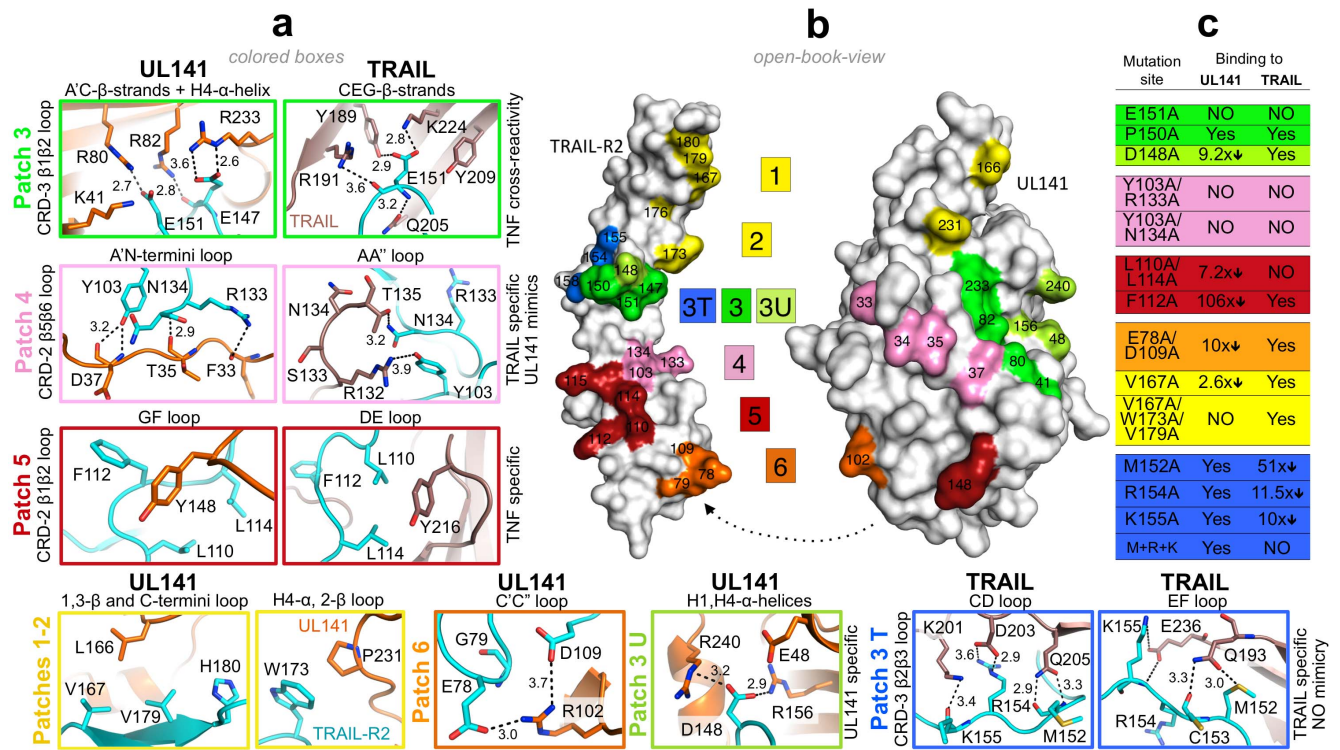 a
b
c
colored boxes
open-book-view
UL141
A'C-β-strands + H4-α-helix
TRAIL
CEG-β-strands
Patch 3
CRD-3 β1β2 loop
R80
R82
R233
3.6
2.6
2.7
2.8
K41
E151
E147
Y189
K224
2.8
2.9
R191
3.6
E151
Y209
3.2
Q205
TRAIL
TNF cross-reactivity
A'N-termini loop
AA'' loop
Patch 4
CRD-2 β5β6 loop
Y103
N134
R133
3.2
2.9
D37
T35
F33
N134
T135
R133
N134
3.2
S133
R132
3.9
Y103
TRAIL specific
UL141 mimics
GF loop
DE loop
Patch 5
CRD-2 β1β2 loop
F112
Y148
L114
L110
F112
L110
Y216
L114
TNF specific
TRAIL-R2
180
179
167
176
155
154
173
148
158
150
147
151
134
133
103
115
114
110
112
109
78
79
1
2
3T
3
3U
4
5
6
UL141
166
231
233
240
33
82
156
34
35
48
80
37
41
102
148
Mutation
site
Binding to
UL141
TRAIL
E151A NO NO
P150A Yes Yes
D148A 9.2x↓ Yes
Y103A/
R133A NO NO
Y103A/
N134A NO NO
L110A/
L114A 7.2x↓ NO
F112A 106x↓ Yes
E78A/
D109A 10x↓ Yes
V167A 2.6x↓ Yes
V167A/
W173A/ NO Yes
V179A
M152A Yes 51x↓
R154A Yes 11.5x↓
K155A Yes 10x↓
M+R+K Yes NO
UL141
1,3-β and C-termini loop
H4-α, 2-β loop
Patches 1-2
L166
V167
V179
H180
UL141
P231
W173
TRAIL-R2
UL141
C'C'' loop
Patch 6
G79
D109
E78
3.7
R102
3.0
UL141
H1,H4-α-helices
Patch 3 U
R240
E48
3.2
2.9
R156
D148
UL141 specific
TRAIL
CD loop
Patch 3 T
CRD-3 β2β3 loop
K201
D203
3.6
2.9
Q205
2.9
3.3
3.4
R154
K155
M152
TRAIL
EF loop
K155
E236
Q193
3.3
3.0
M152
R154
C153
TRAIL specific
NO mimicry